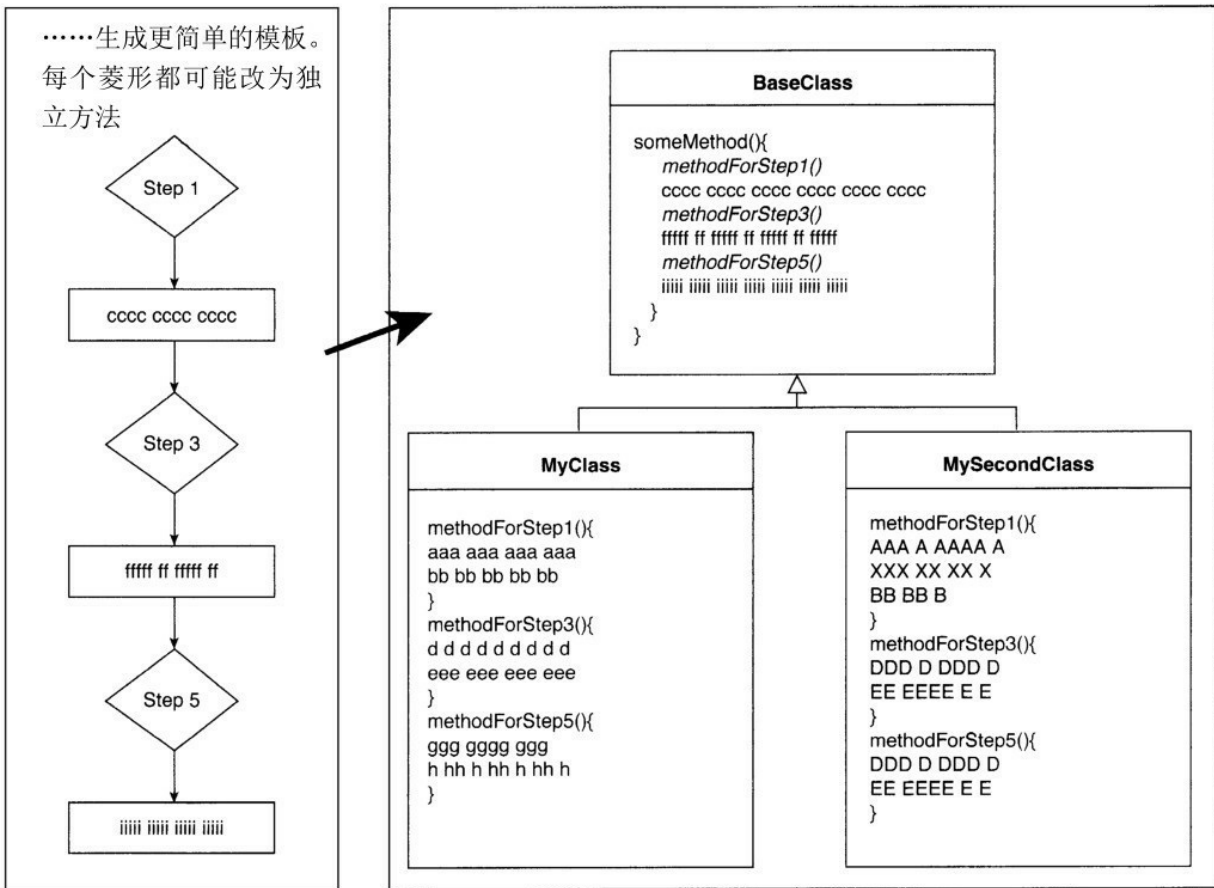 ……生成更简单的模板。
每个菱形都可能改为独
立方法
Step 1
cccc cccc cccc
Step 3
fffff ff fffff ff
Step 5
iiiii iiiii iiiii iiiii
BaseClass
someMethod(){
methodForStep1()
cccc cccc cccc cccc cccc cccc
methodForStep3()
fffff ff fffff ff fffff ff fffff
methodForStep5()
iiiii iiiii iiiii iiiii iiiii iiiii iiiii
}
}
MyClass
methodForStep1(){
aaa aaa aaa aaa
bb bb bb bb bb
}
methodForStep3(){
d d d d d d d d d
eee eee eee eee
}
methodForStep5(){
ggg gggg ggg
h hh h hh h hh h
}
MySecondClass
methodForStep1(){
AAA A AAAA A
XXX XX XX X
BB BB B
}
methodForStep3(){
DDD D DDD D
EE EEEE E E
}
methodForStep5(){
DDD D DDD D
EE EEEE E E
}